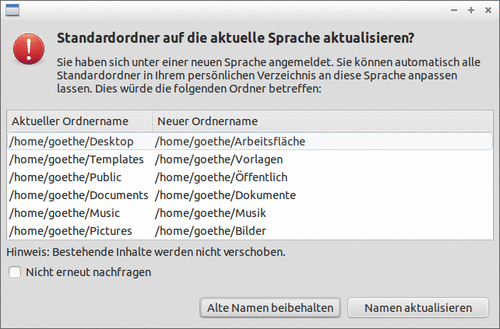 Standardordner auf die aktuelle Sprache aktualisieren?
Sie haben sich unter einer neuen Sprache angemeldet. Sie können automatisch alle
Standardordner in Ihrem persönlichen Verzeichnis an diese Sprache anpassen
lassen. Dies würde die folgenden Ordner betreffen:
Aktueller Ordnername Neuer Ordnername
/home/goethe/Desktop /home/goethe/Arbeitsfläche
/home/goethe/Templates /home/goethe/Vorlagen
/home/goethe/Public /home/goethe/Öffentlich
/home/goethe/Documents /home/goethe/Dokumente
/home/goethe/Music /home/goethe/Musik
/home/goethe/Pictures /home/goethe/Bilder
Hinweis: Bestehende Inhalte werden nicht verschoben.
Nicht erneut nachfragen
Alte Namen beibehalten Namen aktualisieren